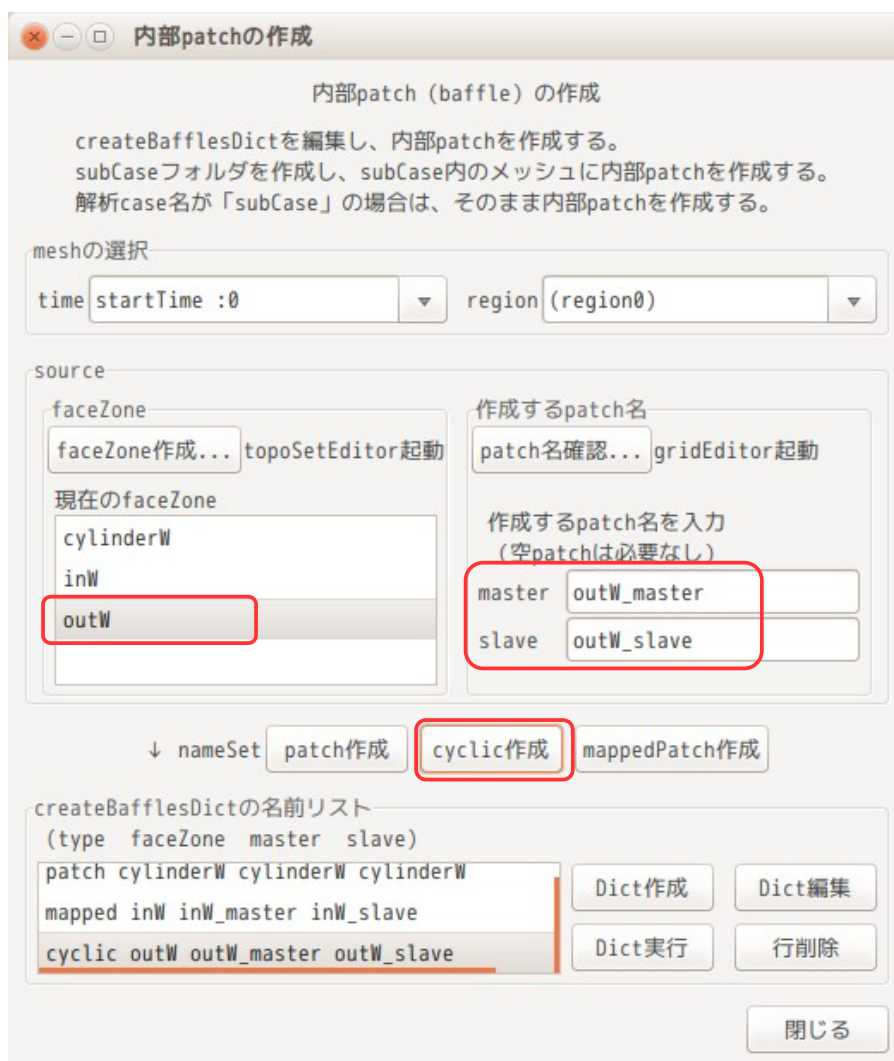 内部patchの作成
内部patch (baffle) の作成
createBafflesDictを編集し、内部patchを作成する。
subCaseフォルダを作成し、subCase内のメッシュに内部patchを作成する。
解析case名が「subCase」の場合は、そのまま内部patchを作成する。
meshの選択
time startTime :0 region (region0)
source
faceZone
faceZone作成... topoSetEditor起動
現在のfaceZone
cylinderW
inW
outW
作成するpatch名
patch名確認... gridEditor起動
作成するpatch名を入力
(空patchは必要なし)
master outW_master
slave outW_slave
↓ nameSet patch作成 cyclic作成 mappedPatch作成
createBafflesDictの名前リスト
(type faceZone master slave)
patch cylinderW cylinderW cylinderW
mapped inW inW_master inW_slave
cyclic outW outW_master outW_slave
Dict作成 Dict編集
Dict実行 行削除
閉じる